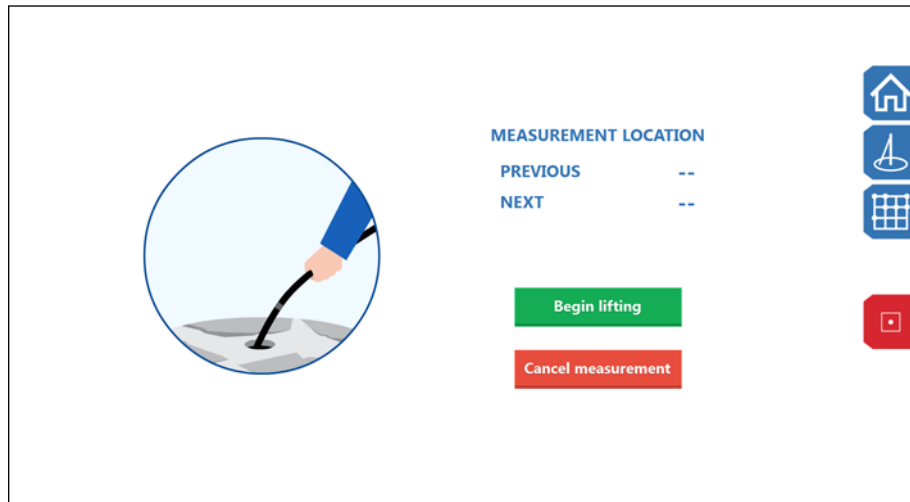 MEASUREMENT LOCATION
PREVIOUS --
NEXT --
Begin lifting
Cancel measurement